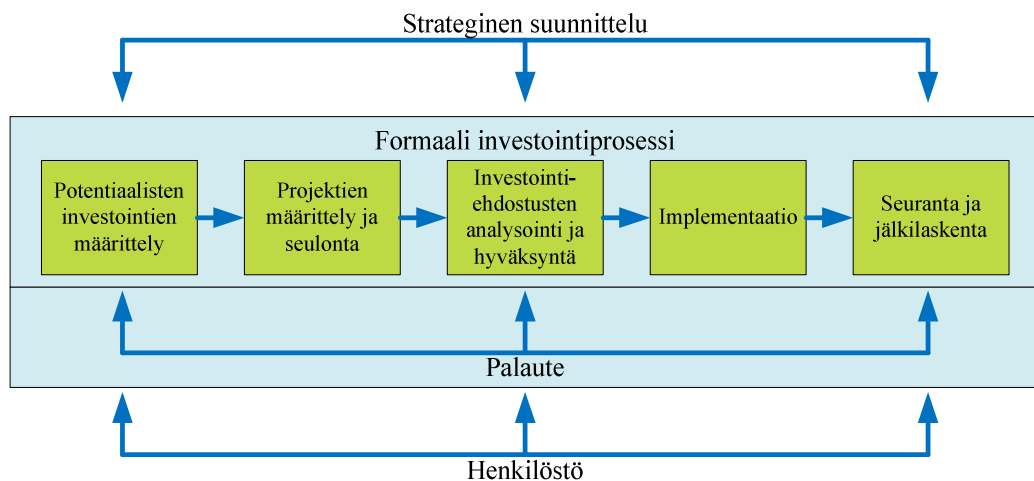 Strateginen suunnittelu
Formaali investointiprosessi
Potentiaalisten
investointien
määrittely
Projektien
määrittely ja
seulonta
Investointi-
ehdostusten
analysointi ja
hyväksyntä
Implementaatio
Seuranta ja
jälkilaskenta
Palaute
Henkilöstö